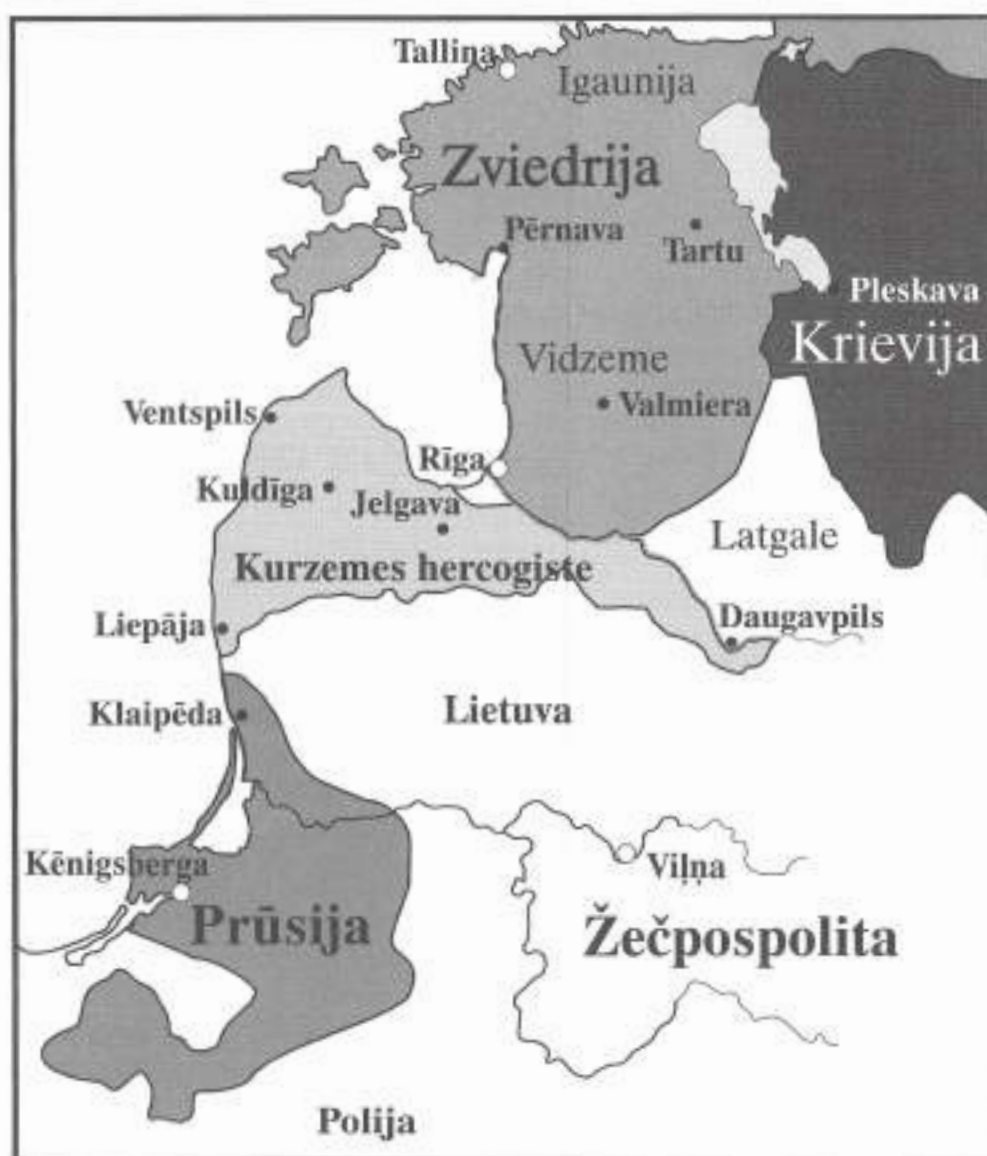 Tallina
Igaunija
Zviedrija
Pērnava
Tartu
Pleskava
Krievija
Vidzeme
Valmiera
Ventspils
Rīga
Kuldīga
Jelgava
Latgale
Kurzemes hercogiste
Daugavpils
Liepāja
Klaipēda
Lietuva
Kēnigsberga
Viļņa
Prūsija
Žečpospolita
Polija